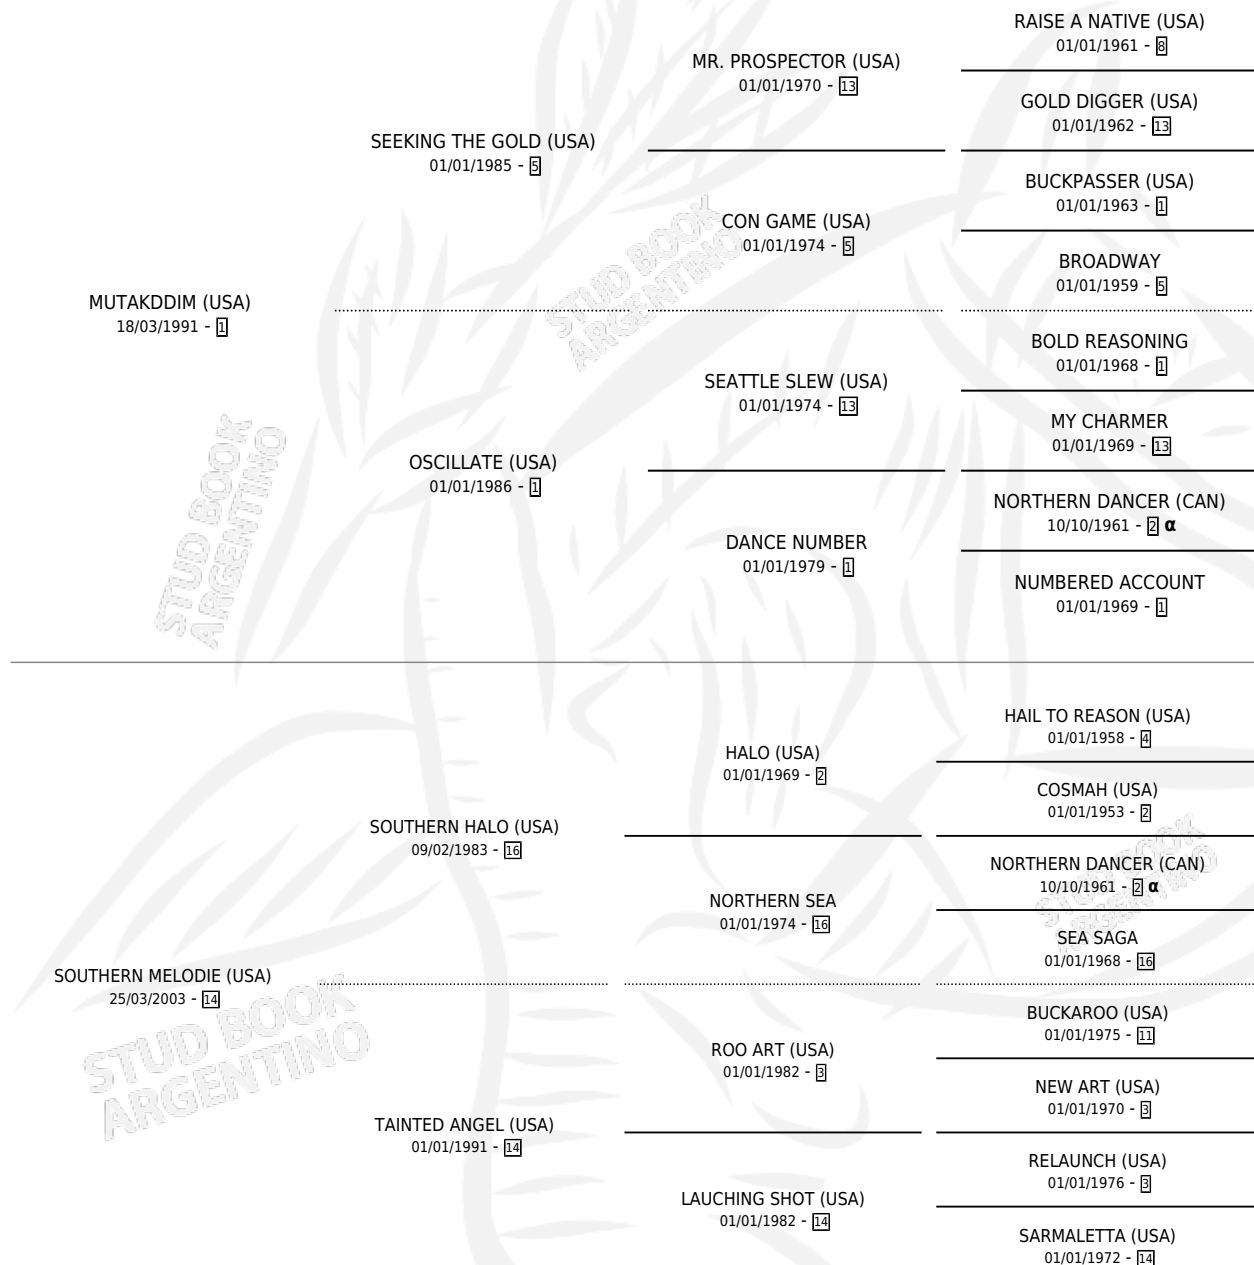 RAISE A NATIVE (USA)
01/01/1961 - 8
MR. PROSPECTOR (USA)
01/01/1970 - 13
GOLD DIGGER (USA)
01/01/1962 - 13
SEEKING THE GOLD (USA)
01/01/1985 - 5
BUCKPASSER (USA)
01/01/1963 - 1
CON GAME (USA)
01/01/1974 - 5
BROADWAY
01/01/1959 - 5
MUTAKDDIM (USA)
18/03/1991 - 1
BOLD REASONING
01/01/1968 - 1
SEATTLE SLEW (USA)
01/01/1974 - 13
MY CHARMER
01/01/1969 - 13
OSCILLATE (USA)
01/01/1986 - 1
NORTHERN DANCER (CAN)
10/10/1961 - 2 α
DANCE NUMBER
01/01/1979 - 1
NUMBERED ACCOUNT
01/01/1969 - 1
HAIL TO REASON (USA)
01/01/1958 - 4
HALO (USA)
01/01/1969 - 2
COSMAH (USA)
01/01/1953 - 2
SOUTHERN HALO (USA)
09/02/1983 - 16
NORTHERN DANCER (CAN)
10/10/1961 - 2 α
NORTHERN SEA
01/01/1974 - 16
SEA SAGA
01/01/1968 - 16
SOUTHERN MELODIE (USA)
25/03/2003 - 14
BUCKAROO (USA)
01/01/1975 - 11
ROO ART (USA)
01/01/1982 - 3
NEW ART (USA)
01/01/1970 - 3
TAINTED ANGEL (USA)
01/01/1991 - 14
RELAUNCH (USA)
01/01/1976 - 3
LAUCHING SHOT (USA)
01/01/1982 - 14
SARMALETTA (USA)
01/01/1972 - 14
STUD BOOK
ARGENTINO
STUD BOOK
ARGENTINO
STUD BOOK
ARGENTINO
STUD BOOK
ARGENTINO